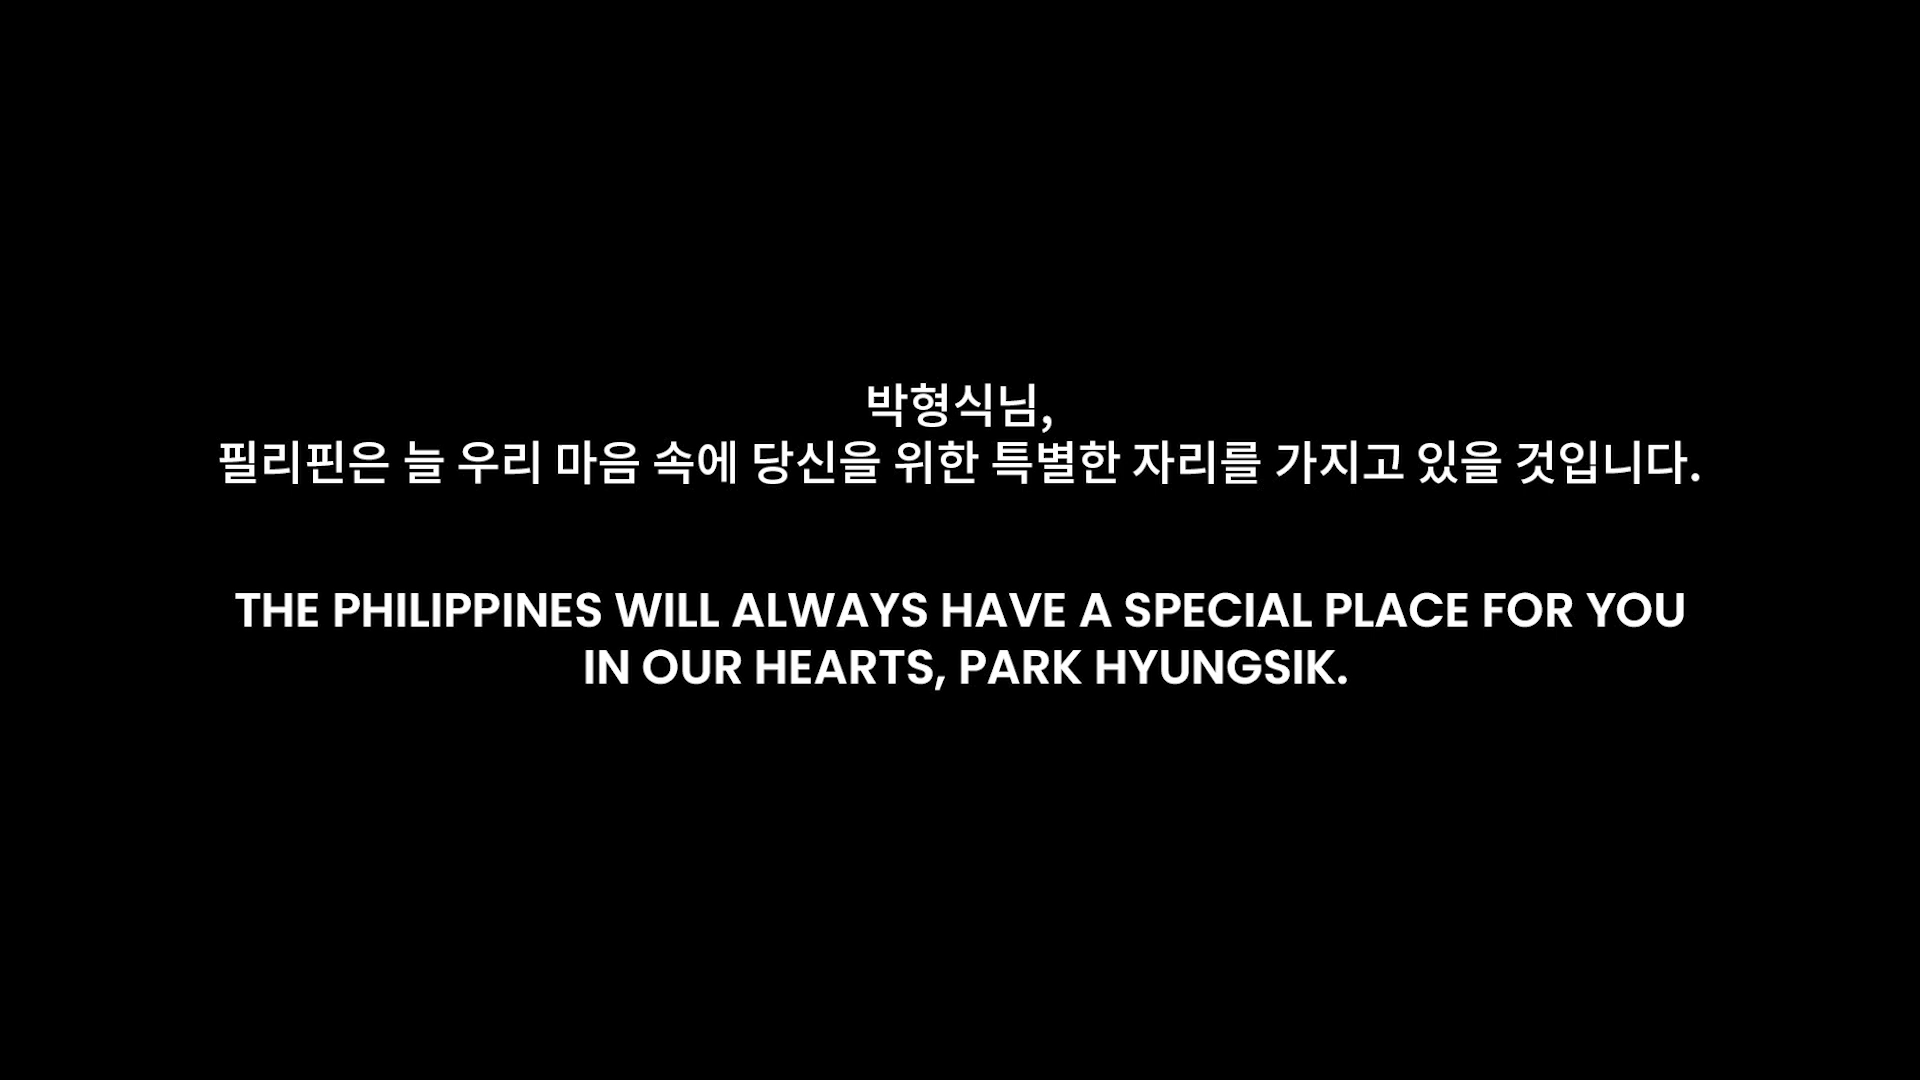 박형식님,
필리핀은 늘 우리 마음 속에 당신을 위한 특별한 자리를 가지고 있을 것입니다.
THE PHILIPPINES WILL ALWAYS HAVE A SPECIAL PLACE FOR YOU
IN OUR HEARTS, PARK HYUNGSIK.